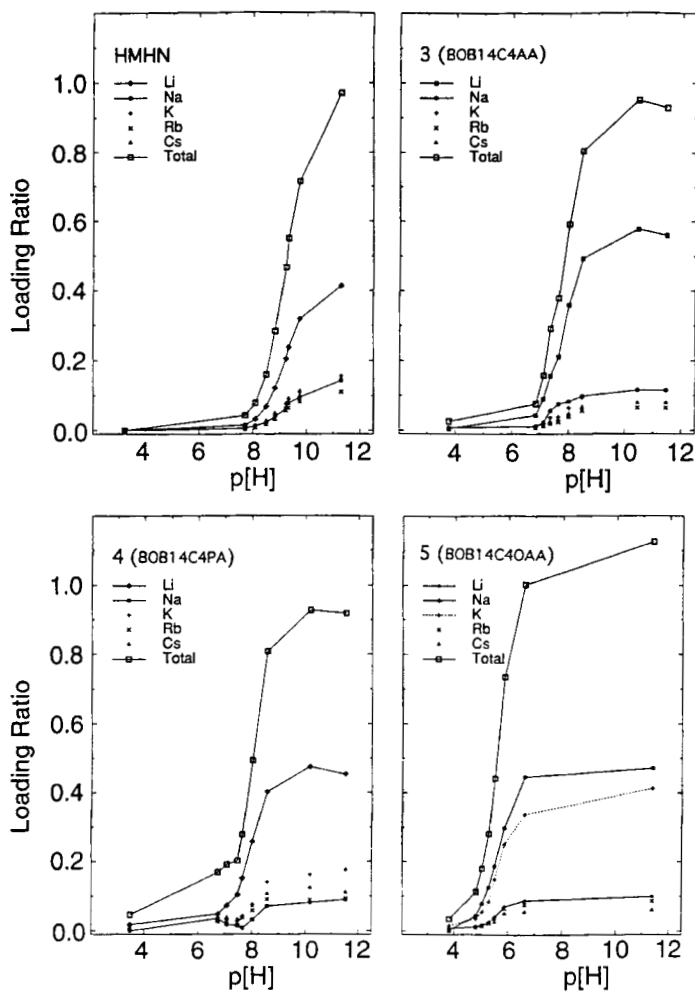 HMHN
Li
Na
K
Rb
Cs
Total
1.0
0.8
0.6
0.4
0.2
0.0
4 6 8 10 12
p[H]
Loading Ratio
3 (BOB14C4AA)
Li
Na
K
Rb
Cs
Total
4 6 8 10 12
p[H]
4 (BOB14C4PA)
Li
Na
K
Rb
Cs
Total
1.0
0.8
0.6
0.4
0.2
0.0
4 6 8 10 12
p[H]
Loading Ratio
5 (BOB14C4OAA)
Li
Na
K
Rb
Cs
Total
4 6 8 10 12
p[H]